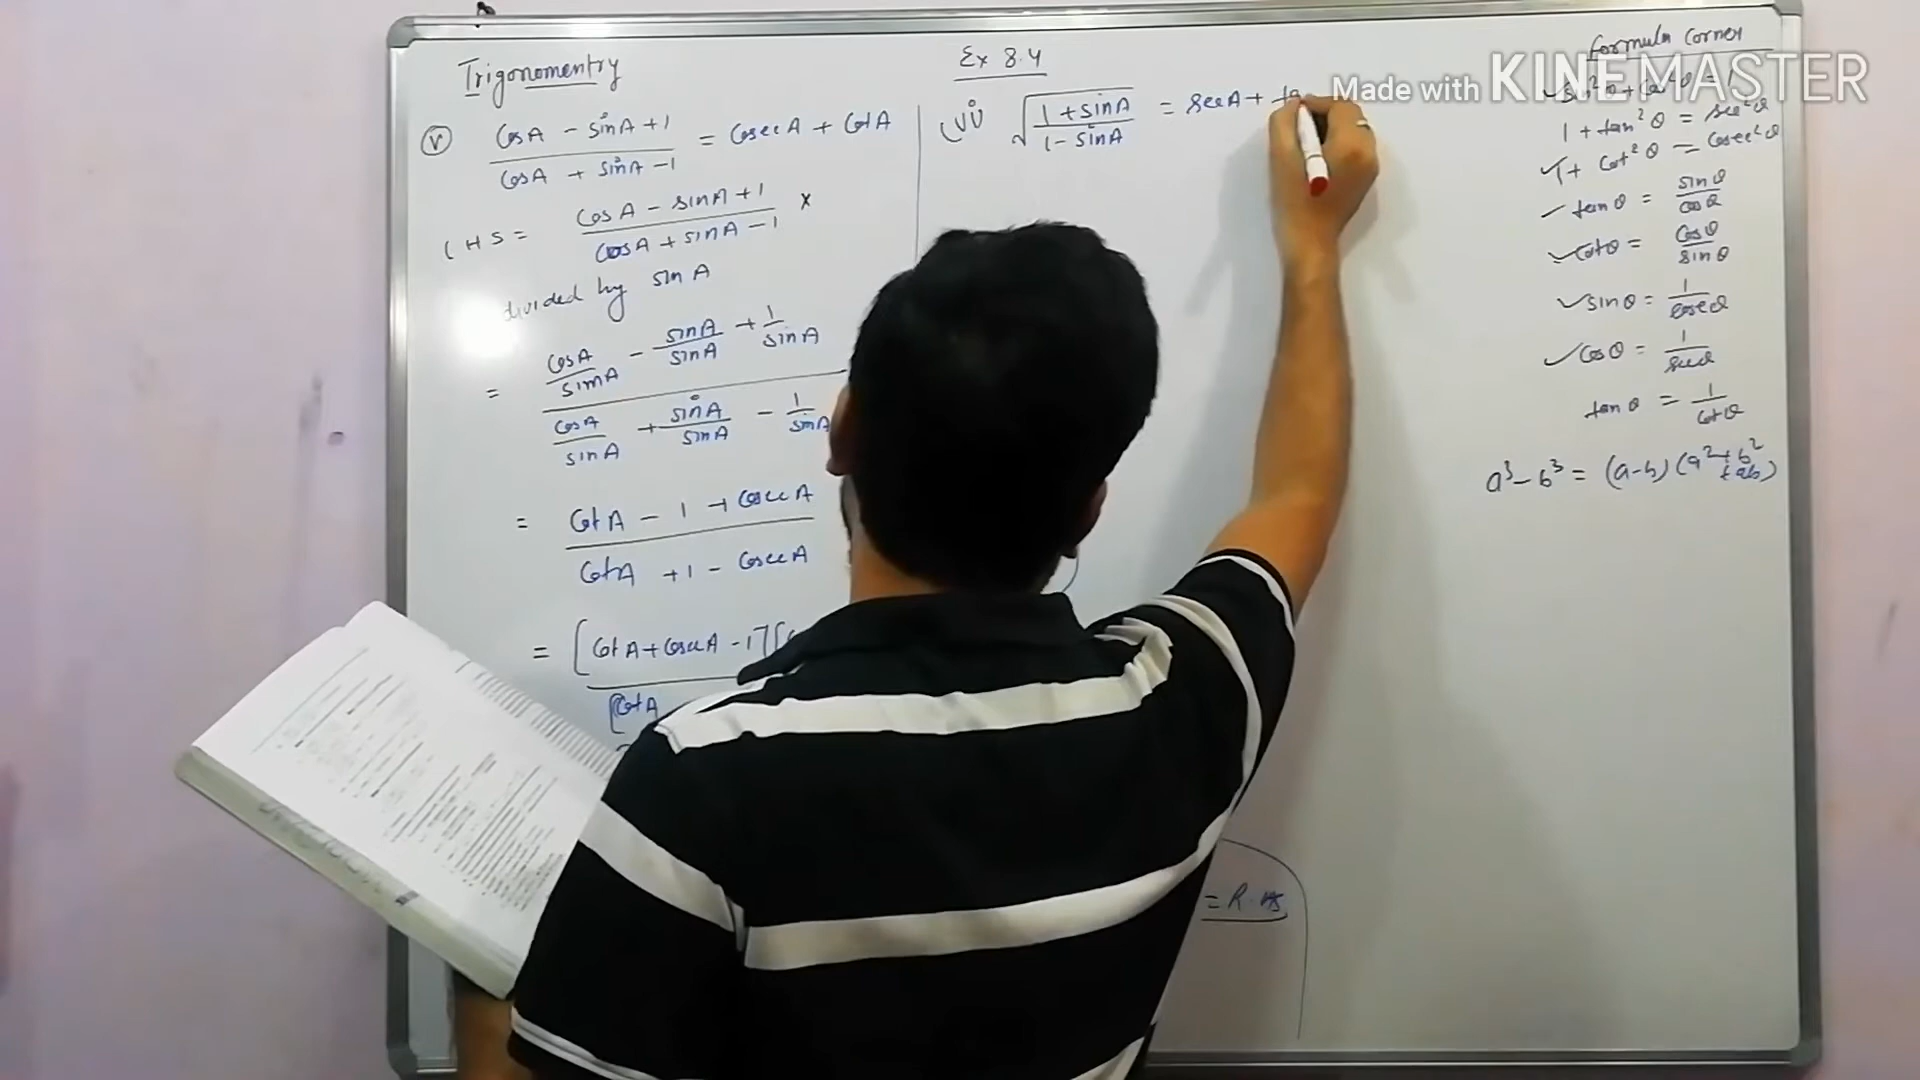 Trigonomentry
Ex 8.4
(v) CosA - sinA + 1 / CosA + sinA - 1 = CosecA + CotA
LHS = CosA - sinA + 1 / CosA + sinA - 1 ×
divided by sin A
= CosA/sinA - sinA/sinA + 1/sinA / CosA/sinA + sinA/sinA - 1/sinA
= CotA - 1 + CosecA / CotA + 1 - CosecA
= [CotA + CosecA - 1] [ / [CotA
(vi) √(1 + sinA / 1 - sinA) = secA +
= R.HS
Formula Corner
1 + tan²θ = sec²θ
1 + Cot²θ = Cosec²θ
tanθ = sinθ/cosθ
Cotθ = Cosθ/sinθ
sinθ = 1/Cosecθ
Cosθ = 1/secθ
tanθ = 1/Cotθ
a³ - b³ = (a-b) (a² + b² + ab)
Made with KINEMASTER